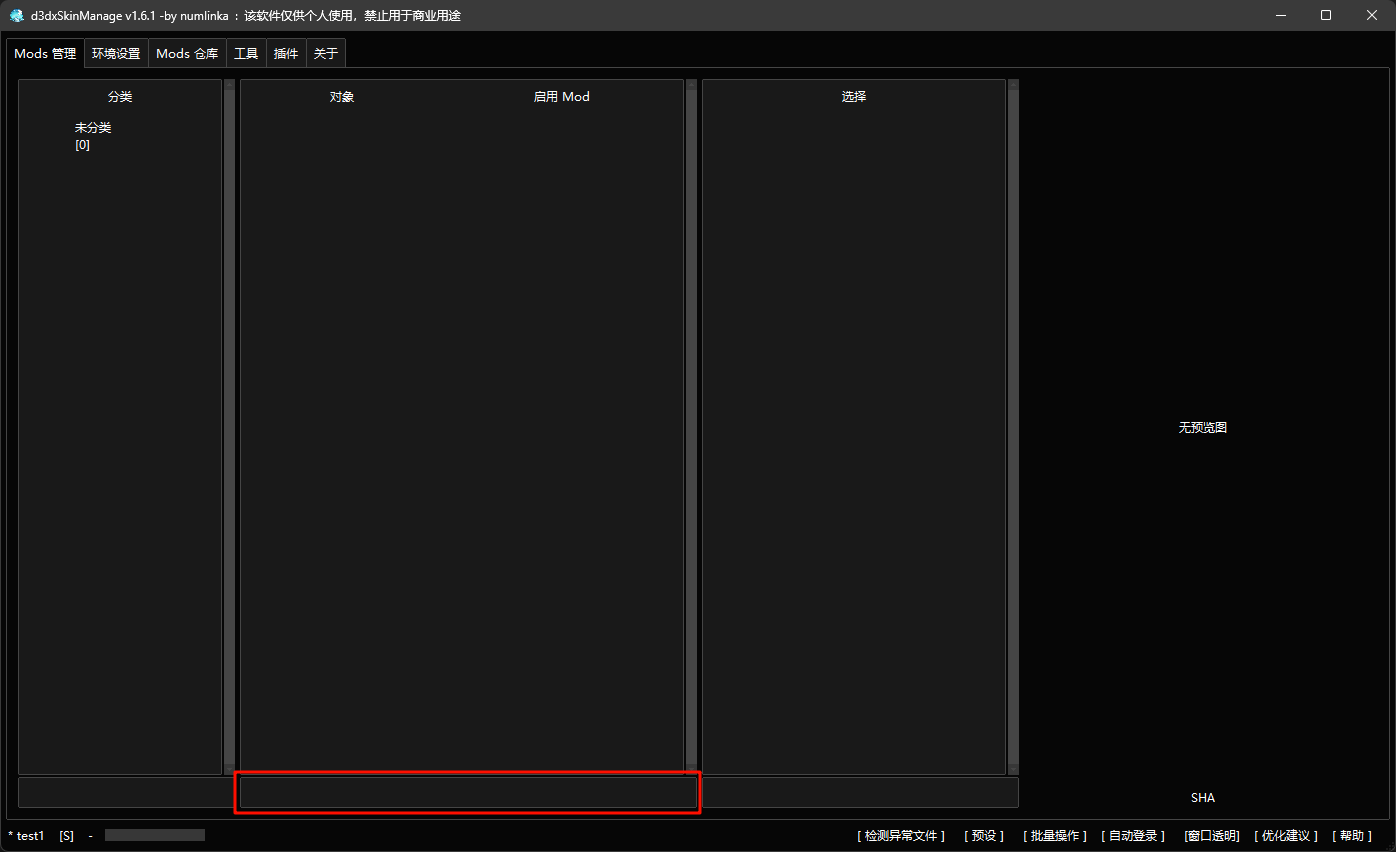 d3dxSkinManage v1.6.1 -by numlinka ：该软件仅供个人使用，禁止用于商业用途
Mods 管理 环境设置 Mods 仓库 工具 插件 关于
分类 对象 启用 Mod 选择
未分类
[0]
无预览图
SHA
* test1 [S] - [ 检测异常文件 ] [ 预设 ] [ 批量操作 ] [ 自动登录 ] [窗口透明] [ 优化建议 ] [ 帮助 ]